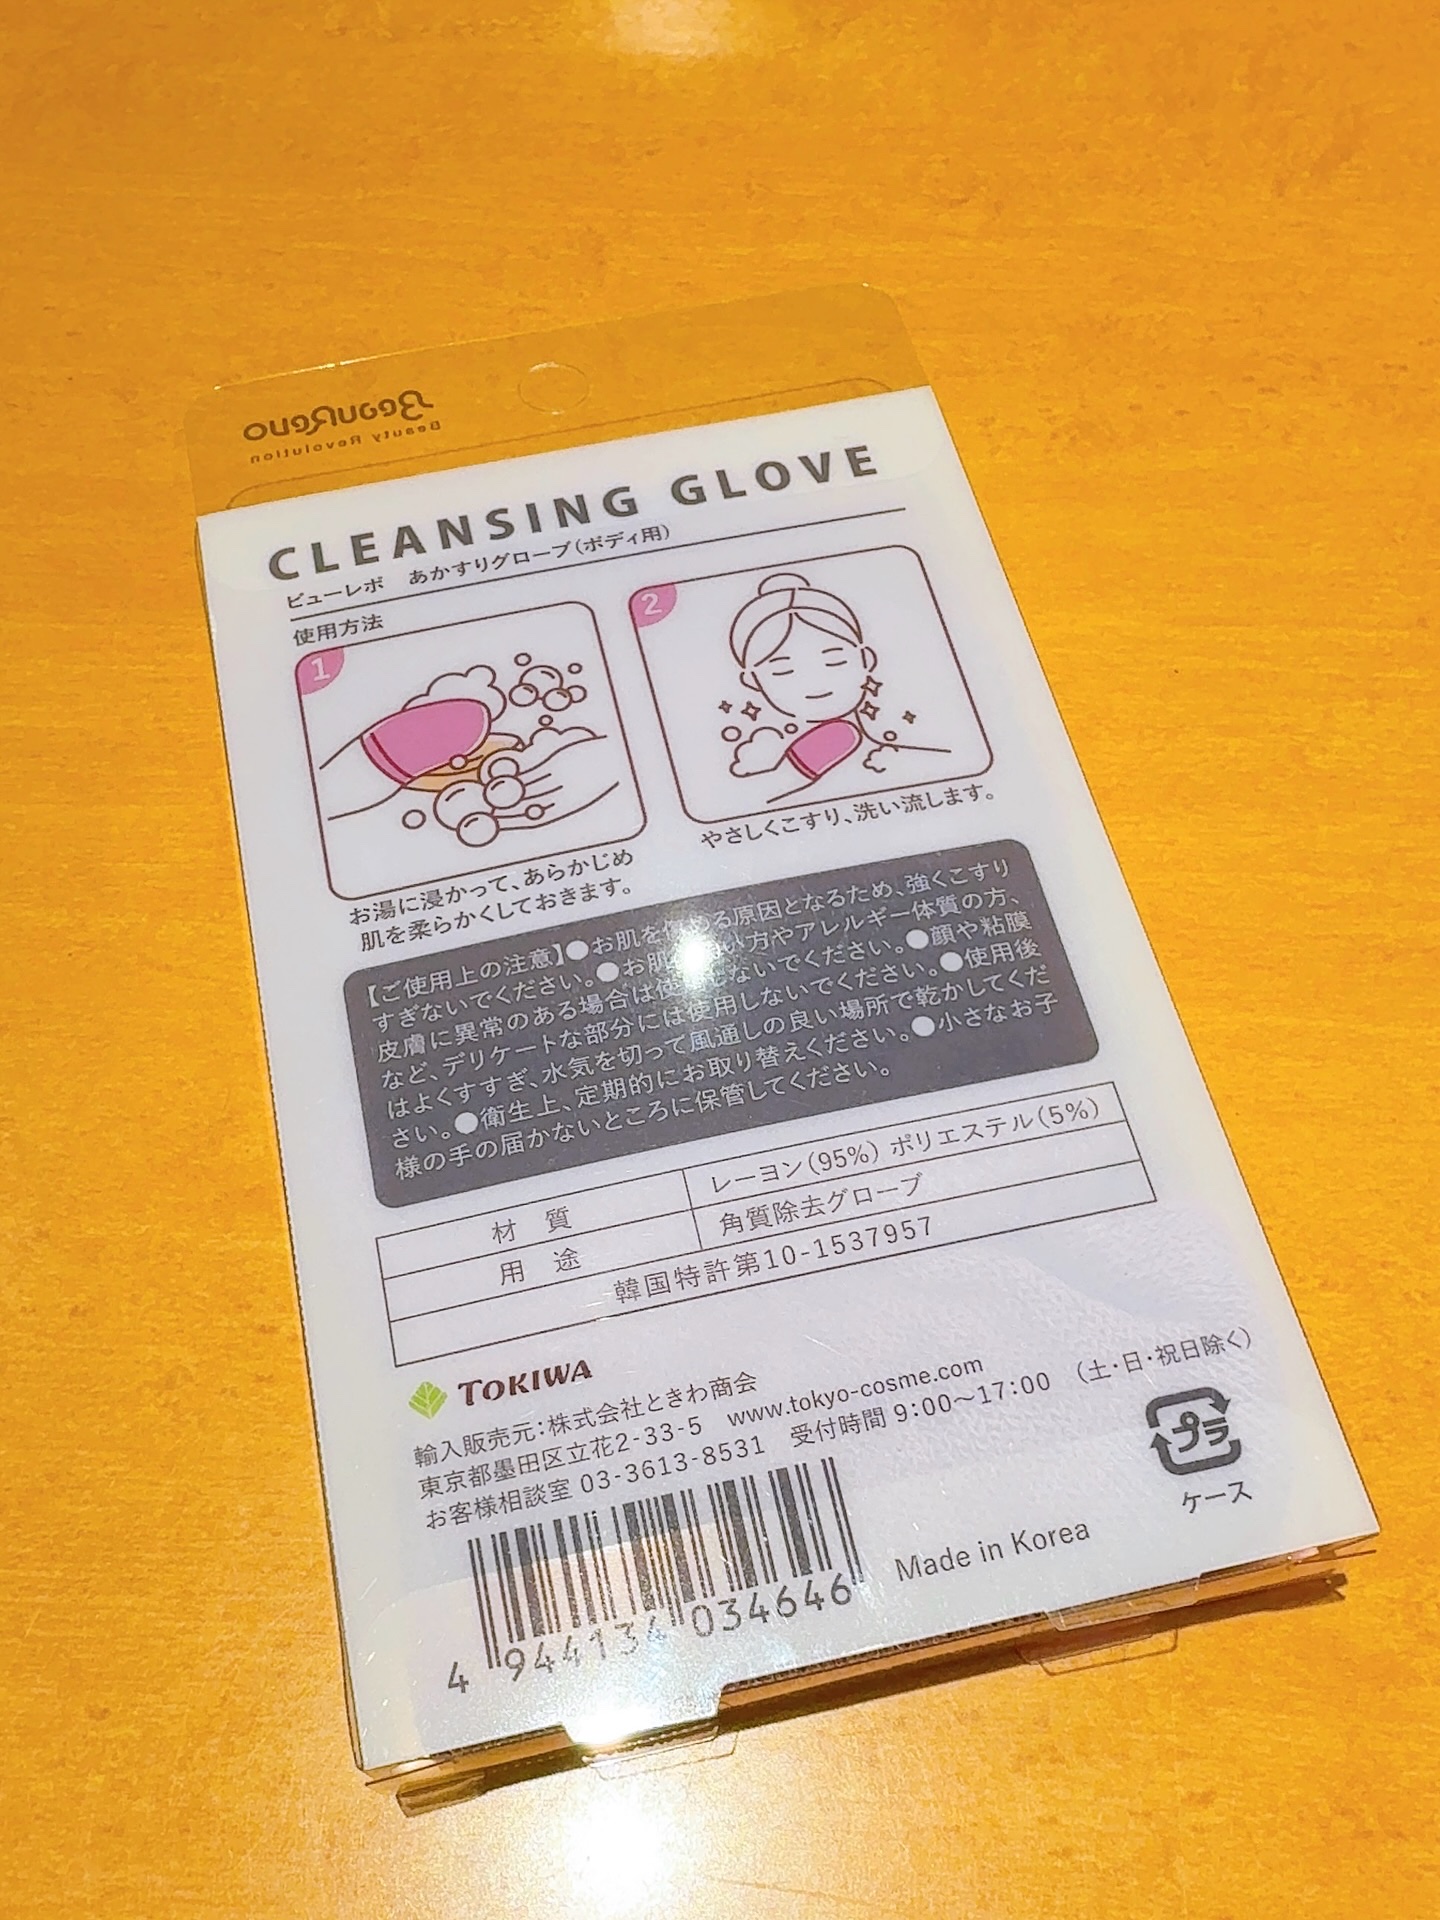 BeauRevo
Beauty Revolution
CLEANSING GLOVE
ビューレボ　あかすりグローブ（ボディ用）
使用方法
1
お湯に浸かって、あらかじめ
肌を柔らかくしておきます。
2
やさしくこすり、洗い流します。
【ご使用上の注意】●お肌を る原因となるため、強くこすり
すぎないでください。●お肌 い方やアレルギー体質の方、
皮膚に異常のある場合は使 しないでください。●顔や粘膜
など、デリケートな部分には使用しないでください。●使用後
はよくすすぎ、水気を切って風通しの良い場所で乾かしてくだ
さい。●衛生上、定期的にお取り替えください。●小さなお子
様の手の届かないところに保管してください。
材　質 レーヨン（95%） ポリエステル（5%）
用　途 角質除去グローブ
韓国特許第10-1537957
TOKIWA
輸入販売元：株式会社ときわ商会
東京都墨田区立花2-33-5 www.tokyo-cosme.com
お客様相談室 03-3613-8531 受付時間 9:00〜17:00 （土・日・祝日除く）
プラ
ケース
4 944134 034646
Made in Korea